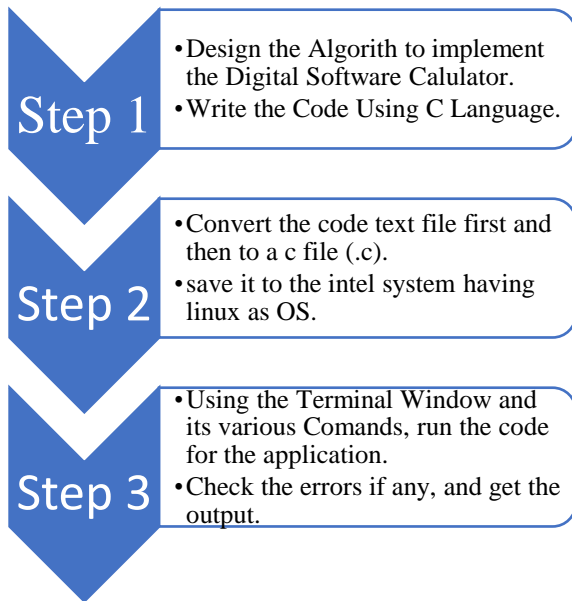 Step 1
•Design the Algorith to implement
the Digital Software Calulator.
•Write the Code Using C Language.
Step 2
•Convert the code text file first and
then to a c file (.c).
•save it to the intel system having
linux as OS.
Step 3
•Using the Terminal Window and
its various Comands, run the code
for the application.
•Check the errors if any, and get the
output.